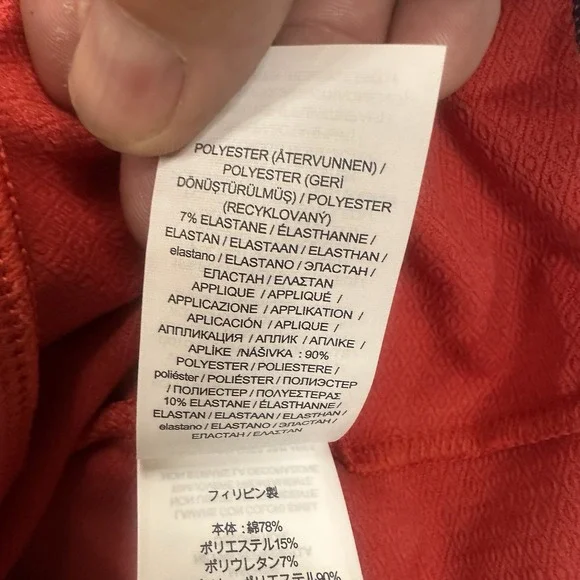 POLYESTER (ÅTERVUNNEN) /
POLYESTER (GERİ
DÖNÜŞTÜRÜLMÜŞ) / POLYESTER
(RECYKLOVANÝ)
7% ELASTANE / ÉLASTHANNE /
ELASTAN / ELASTAAN / ELASTHAN /
elastano / ELASTANO / ЭЛАСТАН /
ЕЛАСТАН / ΕΛΑΣΤΑΝ
APPLIQUE / APPLIQUÉ /
APPLICAZIONE / APPLIKATION /
APLICACIÓN / APLIQUE /
АППЛИКАЦИЯ / АПЛИК / ΑΠΛΙΚΕ /
APLİKE /NÁŠIVKA : 90%
POLYESTER / POLIESTERE /
poliéster / POLIÉSTER / ПОЛИЭСТЕР
/ ПОЛИЕСТЕР / ΠΟΛΥΕΣΤΕΡΑΣ
10% ELASTANE / ÉLASTHANNE /
ELASTAN / ELASTAAN / ELASTHAN /
elastano / ELASTANO / ЭЛАСТАН /
ЕЛАСТАН / ΕΛΑΣΤΑΝ
フィリピン製
本体 : 綿78%
ポリエステル15%
ポリウレタン7%
90%